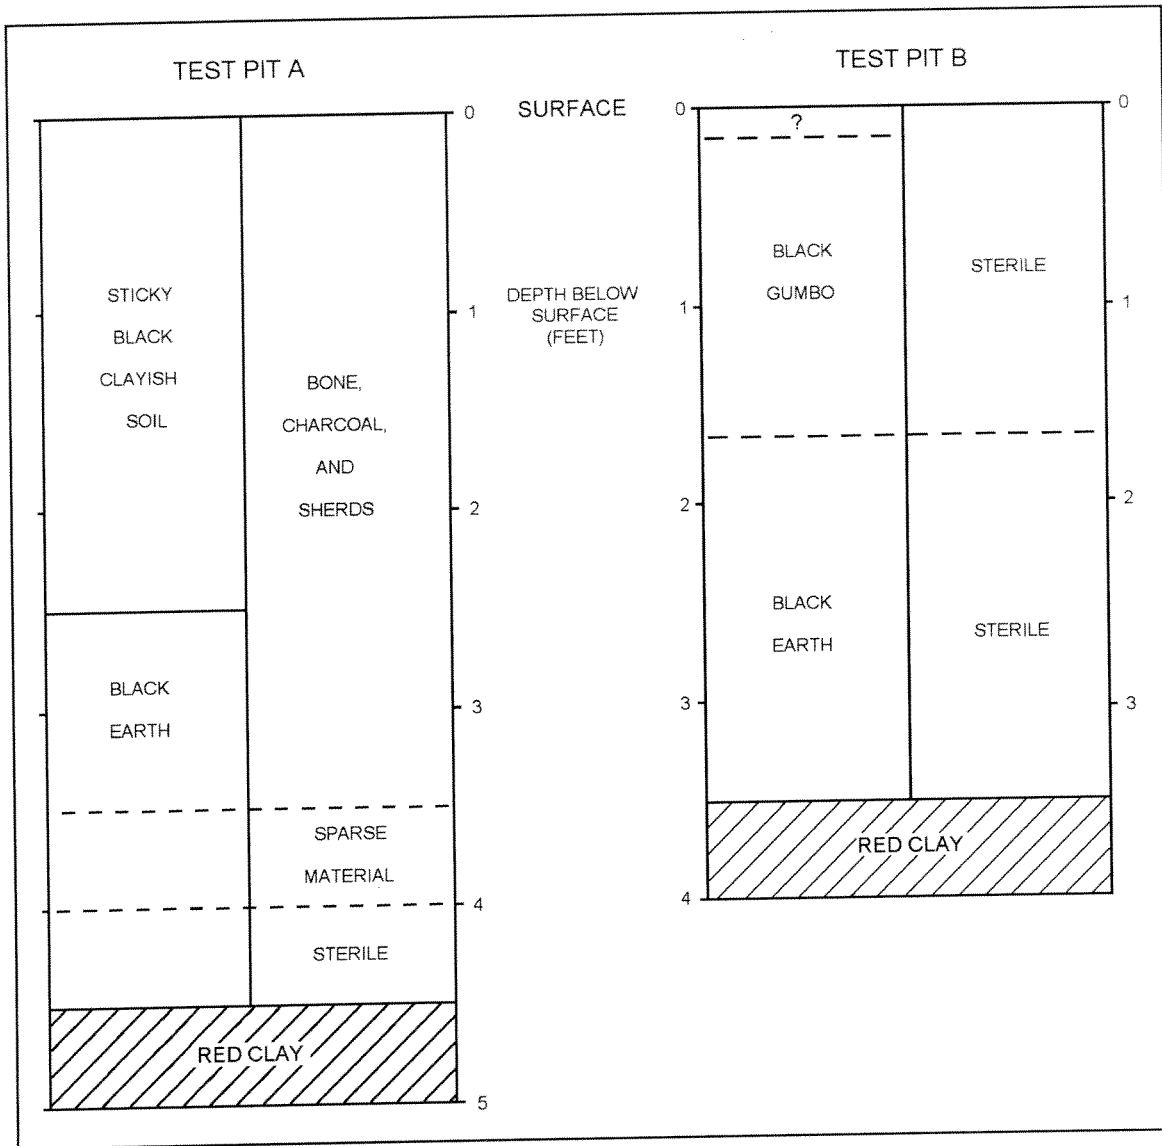 TEST PIT A
TEST PIT B
SURFACE
0
0
0
?
STICKY
BLACK
CLAYISH
SOIL
BONE,
CHARCOAL,
AND
SHERDS
DEPTH BELOW
SURFACE
(FEET)
1
2
3
4
5
BLACK
EARTH
SPARSE
MATERIAL
STERILE
RED CLAY
BLACK
GUMBO
STERILE
1
1
2
2
BLACK
EARTH
STERILE
3
3
RED CLAY
4